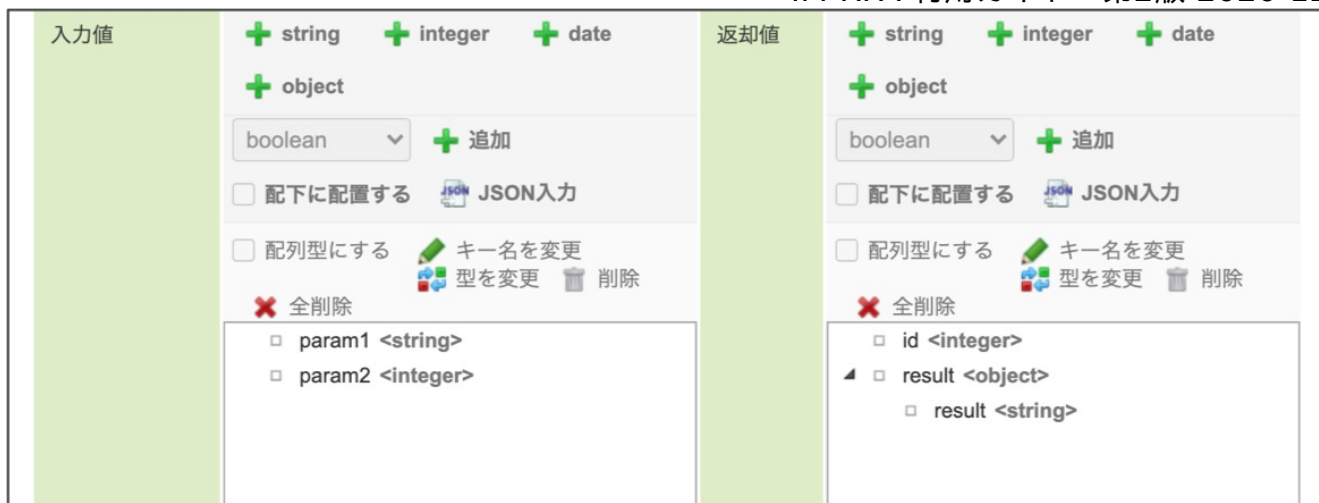 入力値
string integer date
object
boolean 追加
配下に配置する JSON JSON入力
配列型にする キー名を変更
型を変更 削除
全削除
param1 <string>
param2 <integer>
返却値
string integer date
object
boolean 追加
配下に配置する JSON JSON入力
配列型にする キー名を変更
型を変更 削除
全削除
id <integer>
result <object>
result <string>